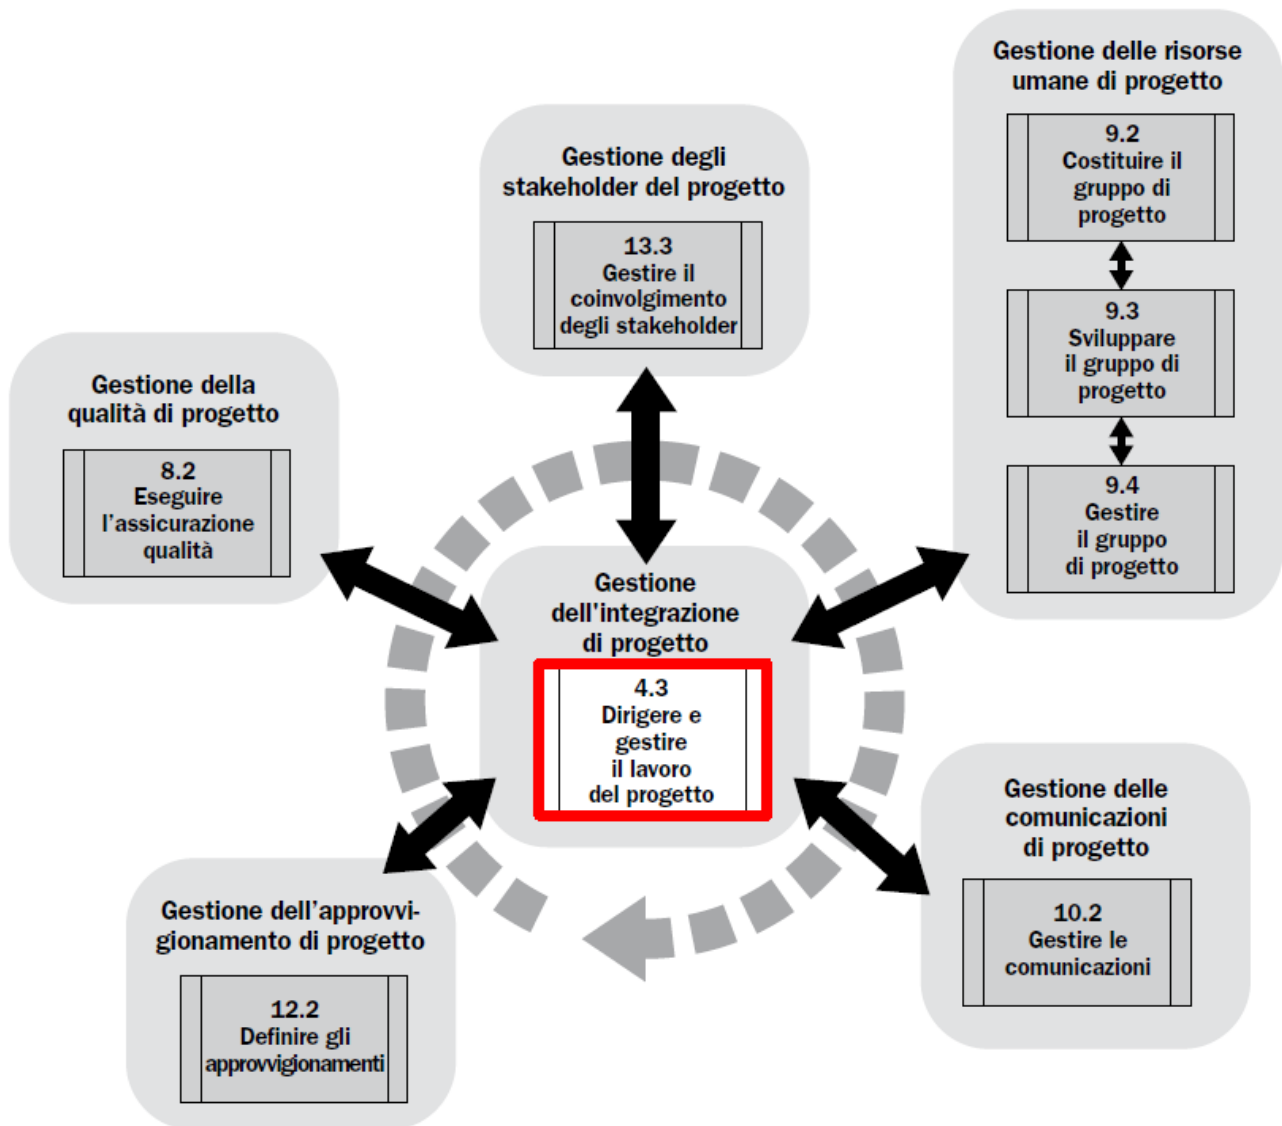 Gestione delle risorse
umane di progetto
9.2
Costituire il
gruppo di
progetto
9.3
Sviluppare
il gruppo di
progetto
9.4
Gestire
il gruppo
di progetto
Gestione degli
stakeholder del progetto
13.3
Gestire il
coinvolgimento
degli stakeholder
Gestione della
qualità di progetto
8.2
Eseguire
l'assicurazione
qualità
Gestione
dell'integrazione
di progetto
4.3
Dirigere e
gestire
il lavoro
del progetto
Gestione delle
comunicazioni
di progetto
10.2
Gestire le
comunicazioni
Gestione dell'approvvi-
gionamento di progetto
12.2
Definire gli
approvvigionamenti